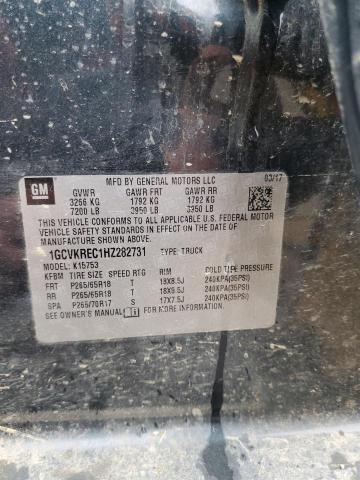 GM
MFD BY GENERAL MOTORS LLC 03/17
GVWR GAWR FRT GAWR RR
3266 KG 1792 KG 1792 KG
7200 LB 3950 LB 3950 LB
THIS VEHICLE CONFORMS TO ALL APPLICABLE U.S. FEDERAL MOTOR
VEHICLE SAFETY STANDARDS IN EFFECT ON THE DATE OF
MANUFACTURE SHOWN ABOVE.
1GCVKREC1HZ282731 TYPE: TRUCK
MODEL: K15753
KFBM TIRE SIZE SPEED RTG RIM COLD TIRE PRESSURE
FRT P265/65R18 T 18X8.5J 240KPA(35PSI)
RR P265/65R18 T 18X8.5J 240KPA(35PSI)
SPA P265/70R17 S 17X7.5J 240KPA(35PSI)
SEE OWNER'S MANUAL FOR MORE INFORMATION.